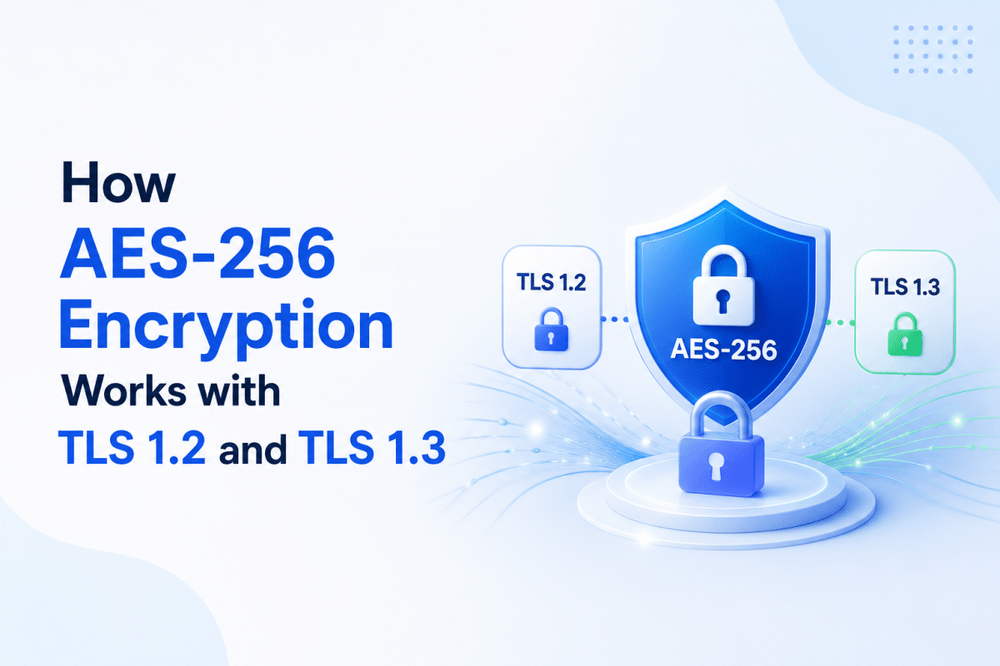 How
AES-256
Encryption
Works with
TLS 1.2 and TLS 1.3
TLS 1.2
AES-256
TLS 1.3